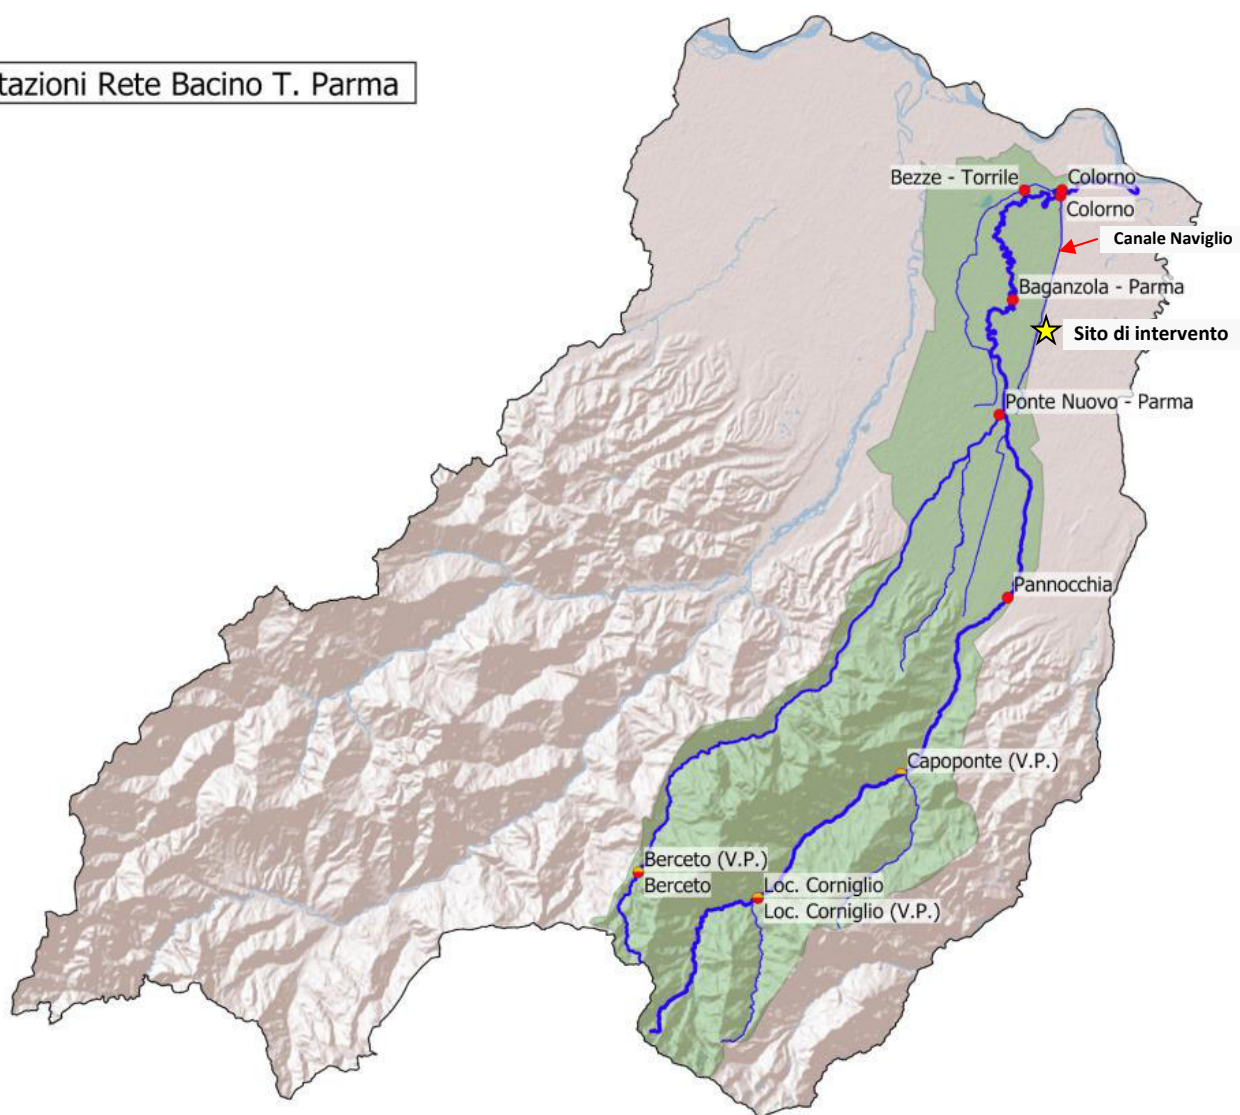 tazioni Rete Bacino T. Parma
Bezze - Torrile
Colorno
Colorno
Canale Naviglio
Baganzola - Parma
Sito di intervento
Ponte Nuovo - Parma
Pannocchia
Capoponte (V.P.)
Berceto (V.P.)
Berceto
Loc. Corniglio
Loc. Corniglio (V.P.)